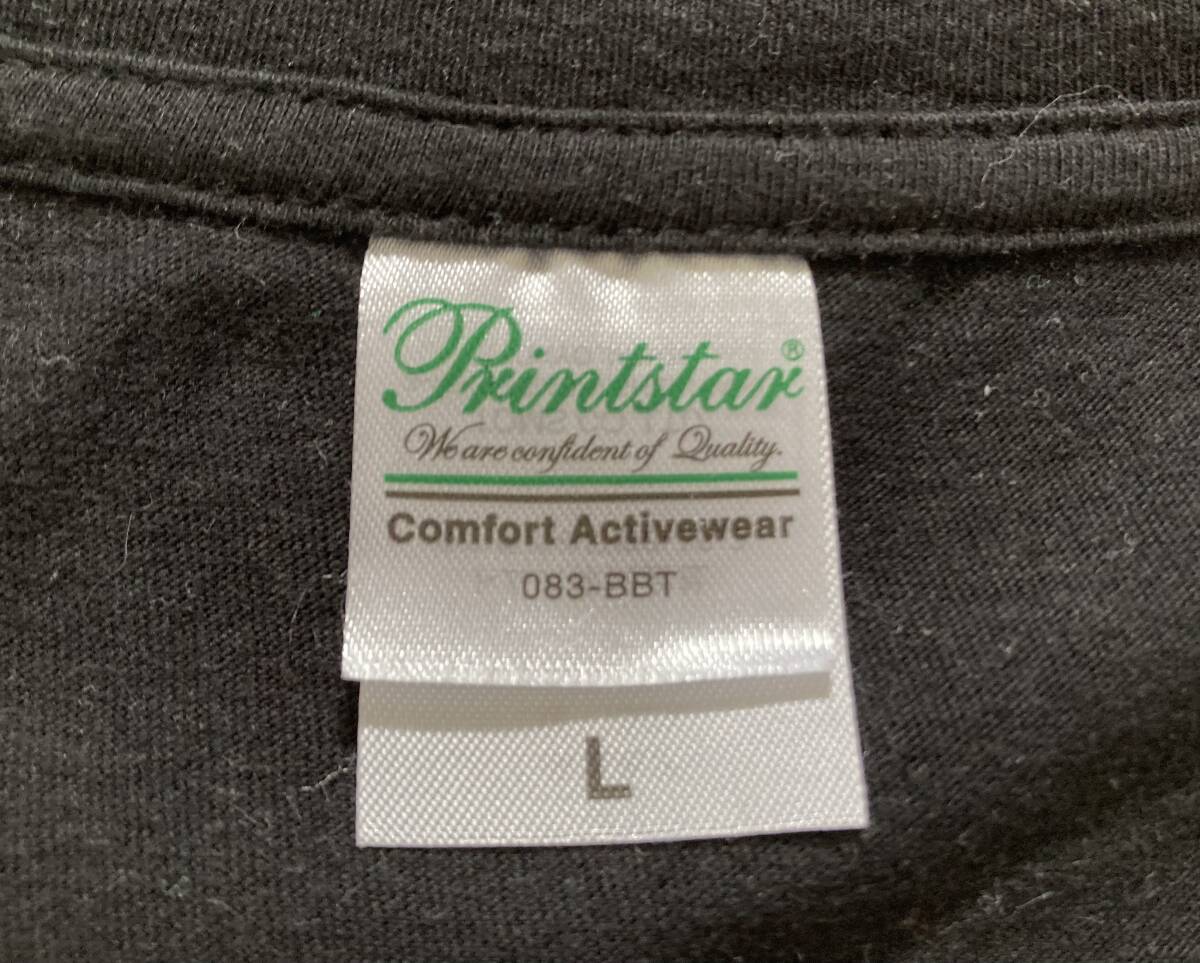 Printstar®
We are confident of Quality.
Comfort Activewear
083-BBT
L